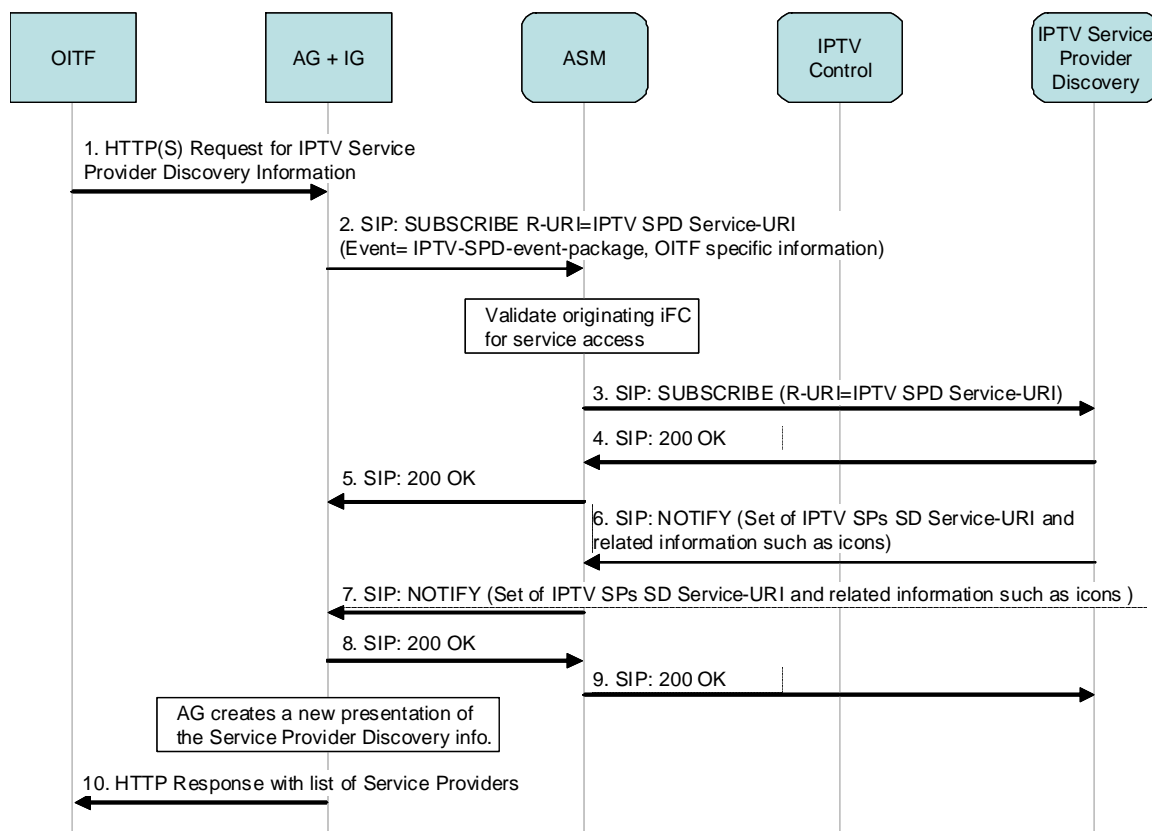 OITF
AG + IG
ASM
IPTV
Control
IPTV Service
Provider
Discovery
1. HTTP(S) Request for IPTV Service
Provider Discovery Information
2. SIP: SUBSCRIBE R-URI=IPTV SPD Service-URI
(Event= IPTV-SPD-event-package, OITF specific information)
Validate originating iFC
for service access
3. SIP: SUBSCRIBE (R-URI=IPTV SPD Service-URI)
4. SIP: 200 OK
5. SIP: 200 OK
6. SIP: NOTIFY (Set of IPTV SPs SD Service-URI and
related information such as icons)
7. SIP: NOTIFY (Set of IPTV SPs SD Service-URI and related information such as icons )
8. SIP: 200 OK
9. SIP: 200 OK
AG creates a new presentation of
the Service Provider Discovery info.
10. HTTP Response with list of Service Providers